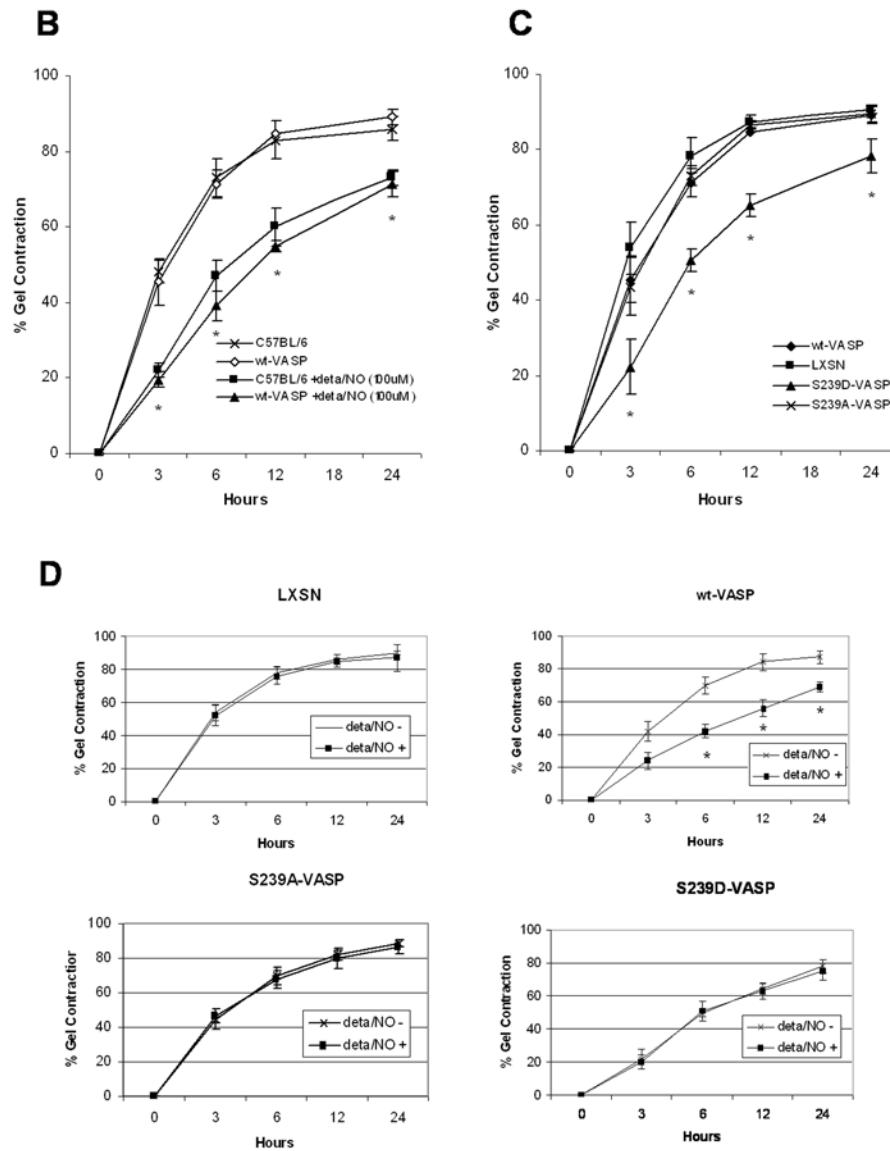 B
% Gel Contraction
100
80
60
40
20
0
*
*
*
*
C57BL/6
wt-VASP
C57BL/6 +deta/NO (100uM)
wt-VASP +deta/NO (100uM)
0 3 6 12 18 24
Hours
C
% Gel Contraction
100
80
60
40
20
0
*
*
*
*
wt-VASP
LXSN
S239D-VASP
S239A-VASP
0 3 6 12 18 24
Hours
D
LXSN
% Gel Contraction
100
80
60
40
20
0
deta/NO -
deta/NO +
0 3 6 12 24
Hours
wt-VASP
% Gel Contraction
100
80
60
40
20
0
*
*
*
deta/NO -
deta/NO +
0 3 6 12 24
Hours
S239A-VASP
% Gel Contractior
100
80
60
40
20
0
deta/NO -
deta/NO +
0 3 6 12 24
Hours
S239D-VASP
% Gel Contraction
100
80
60
40
20
0
deta/NO -
deta/NO +
0 3 6 12 24
Hours